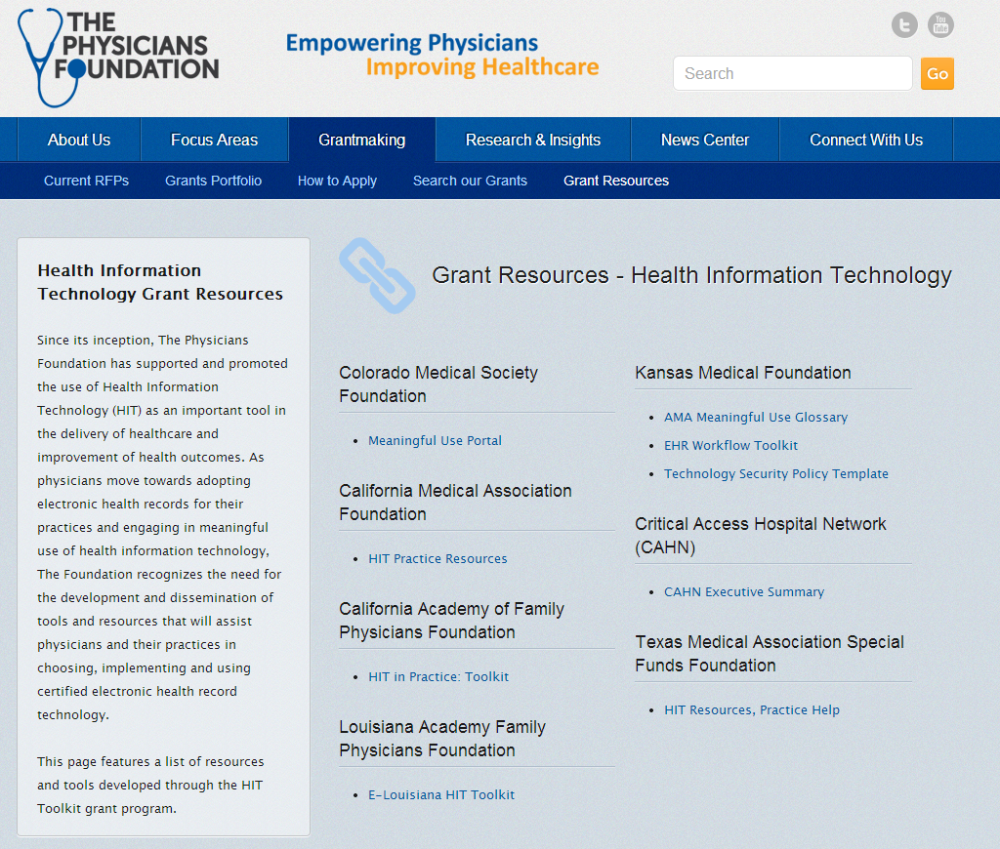 THE
PHYSICIANS
FOUNDATION
Empowering Physicians
Improving Healthcare
t
You
Tube
Search
Go
About Us
Focus Areas
Grantmaking
Research & Insights
News Center
Connect With Us
Current RFPs
Grants Portfolio
How to Apply
Search our Grants
Grant Resources
Health Information
Technology Grant Resources
Since its inception, The Physicians
Foundation has supported and promoted
the use of Health Information
Technology (HIT) as an important tool in
the delivery of healthcare and
improvement of health outcomes. As
physicians move towards adopting
electronic health records for their
practices and engaging in meaningful
use of health information technology,
The Foundation recognizes the need for
the development and dissemination of
tools and resources that will assist
physicians and their practices in
choosing, implementing and using
certified electronic health record
technology.
This page features a list of resources
and tools developed through the HIT
Toolkit grant program.
Grant Resources - Health Information Technology
Colorado Medical Society
Foundation
Meaningful Use Portal
California Medical Association
Foundation
HIT Practice Resources
California Academy of Family
Physicians Foundation
HIT in Practice: Toolkit
Louisiana Academy Family
Physicians Foundation
E-Louisiana HIT Toolkit
Kansas Medical Foundation
AMA Meaningful Use Glossary
EHR Workflow Toolkit
Technology Security Policy Template
Critical Access Hospital Network
(CAHN)
CAHN Executive Summary
Texas Medical Association Special
Funds Foundation
HIT Resources, Practice Help